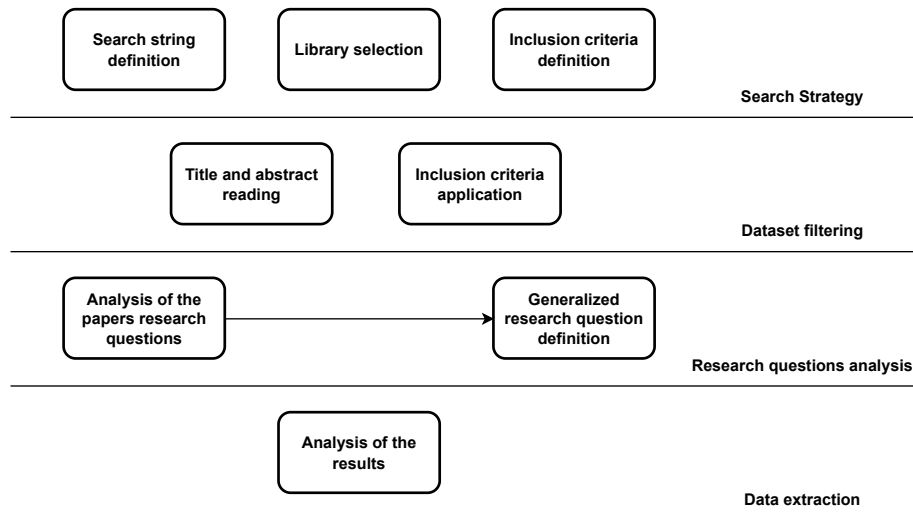 Search string
definition
Library selection
Inclusion criteria
definition
Search Strategy
Title and abstract
reading
Inclusion criteria
application
Dataset filtering
Analysis of the
papers research
questions
Generalized
research question
definition
Research questions analysis
Analysis of the
results
Data extraction